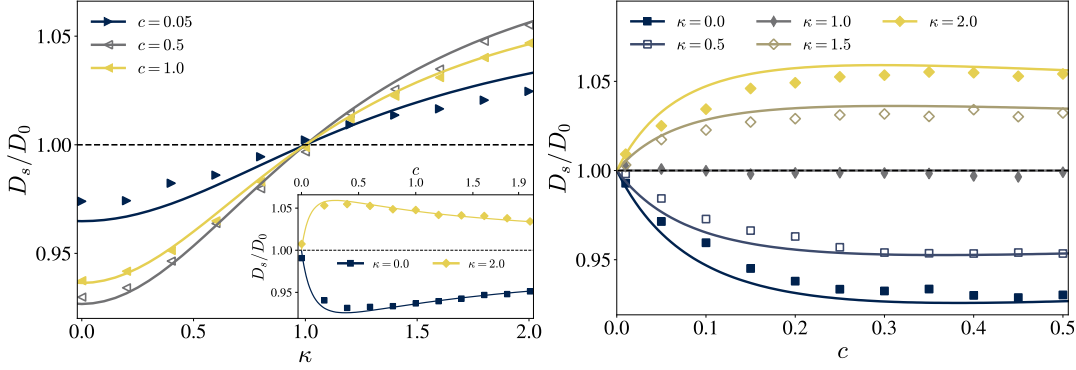 c = 0.05
c = 0.5
c = 1.0
1.05
1.00
0.95
D_s/D_0
0.0 0.5 1.0 1.5 2.0
κ
c
0.0 0.5 1.0 1.5 1.9
1.05
1.00
0.95
D_s/D_0
κ = 0.0 κ = 2.0
κ = 0.0 κ = 1.0 κ = 2.0
κ = 0.5 κ = 1.5
1.05
1.00
0.95
D_s/D_0
0.0 0.1 0.2 0.3 0.4 0.5
c